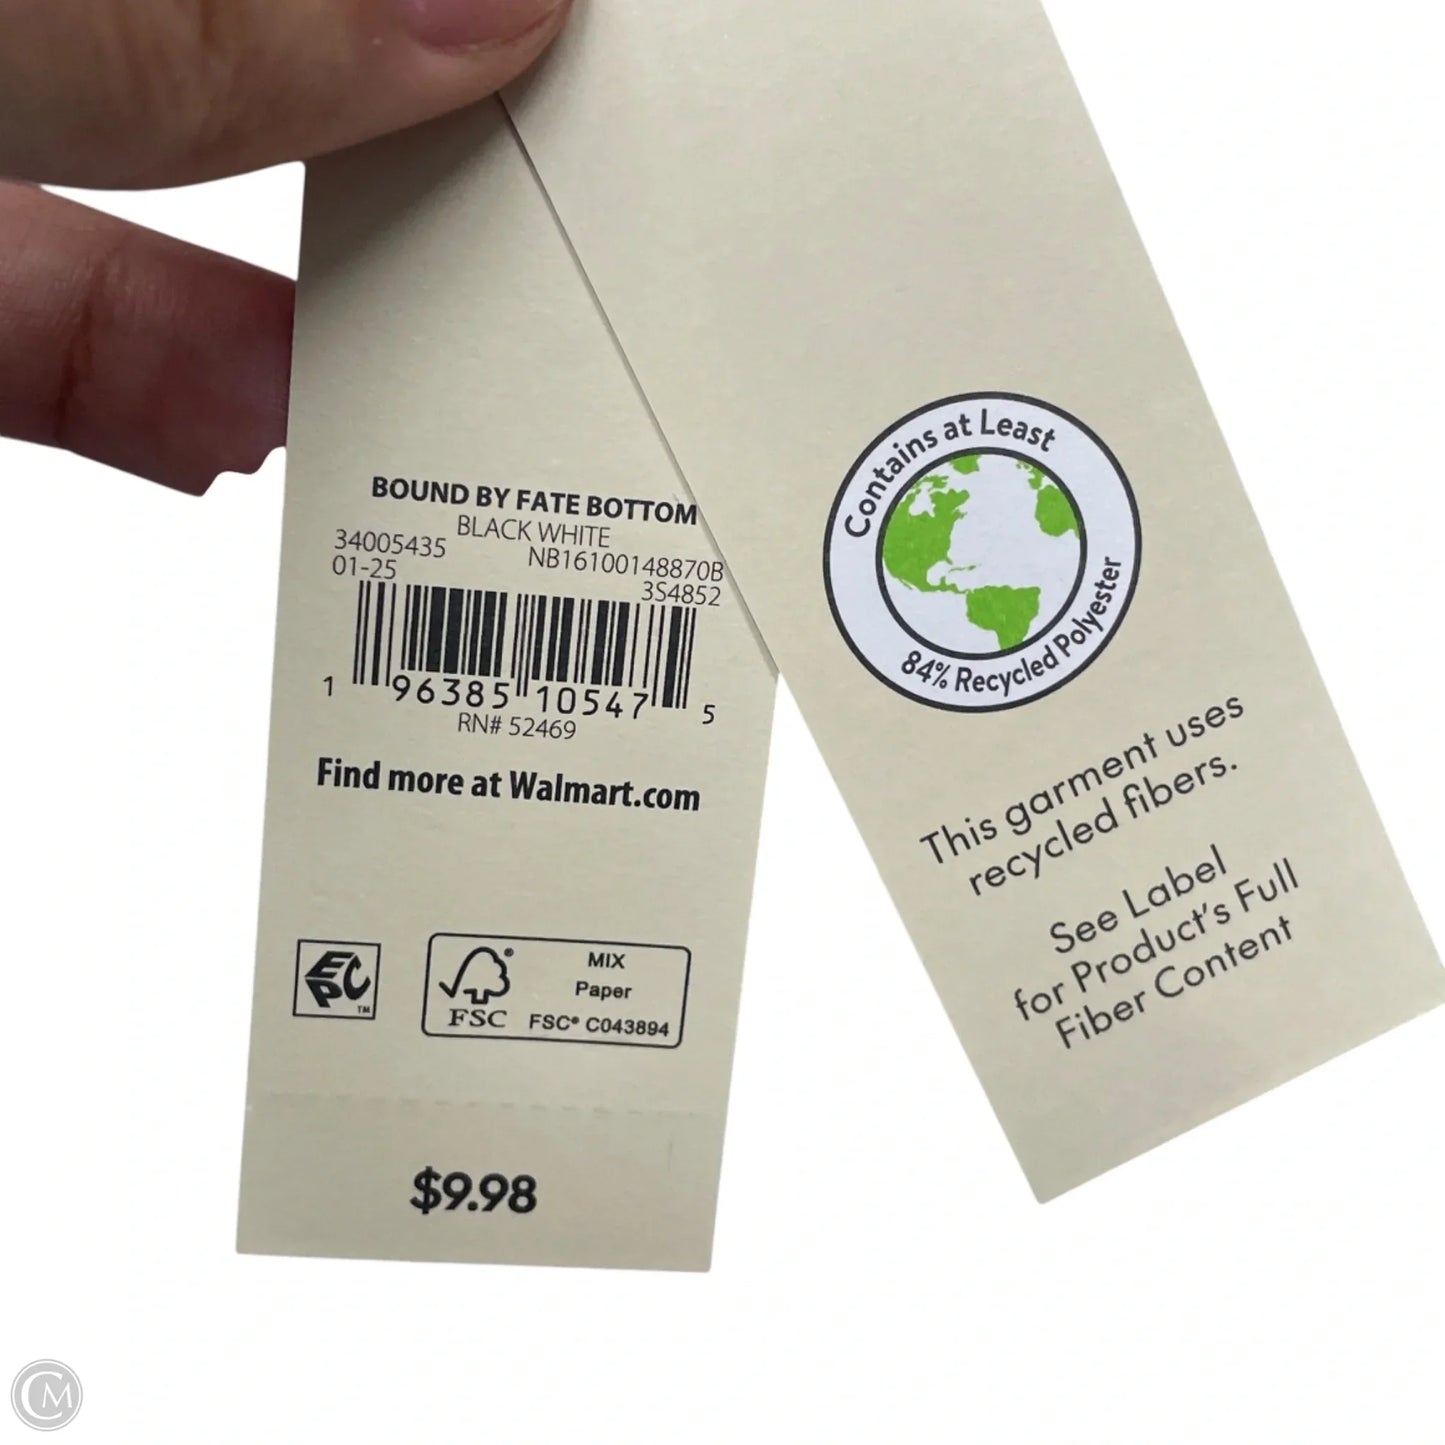 BOUND BY FATE BOTTOM
BLACK WHITE
34005435
NB16100148870B
01-25
3S4852
1 96385 10547 5
RN# 52469
Find more at Walmart.com
EPC™
FSC®
MIX
Paper
FSC® C043894
$9.98
Contains at Least
84% Recycled Polyester
This garment uses
recycled fibers.
See Label
for Product's Full
Fiber Content
CM